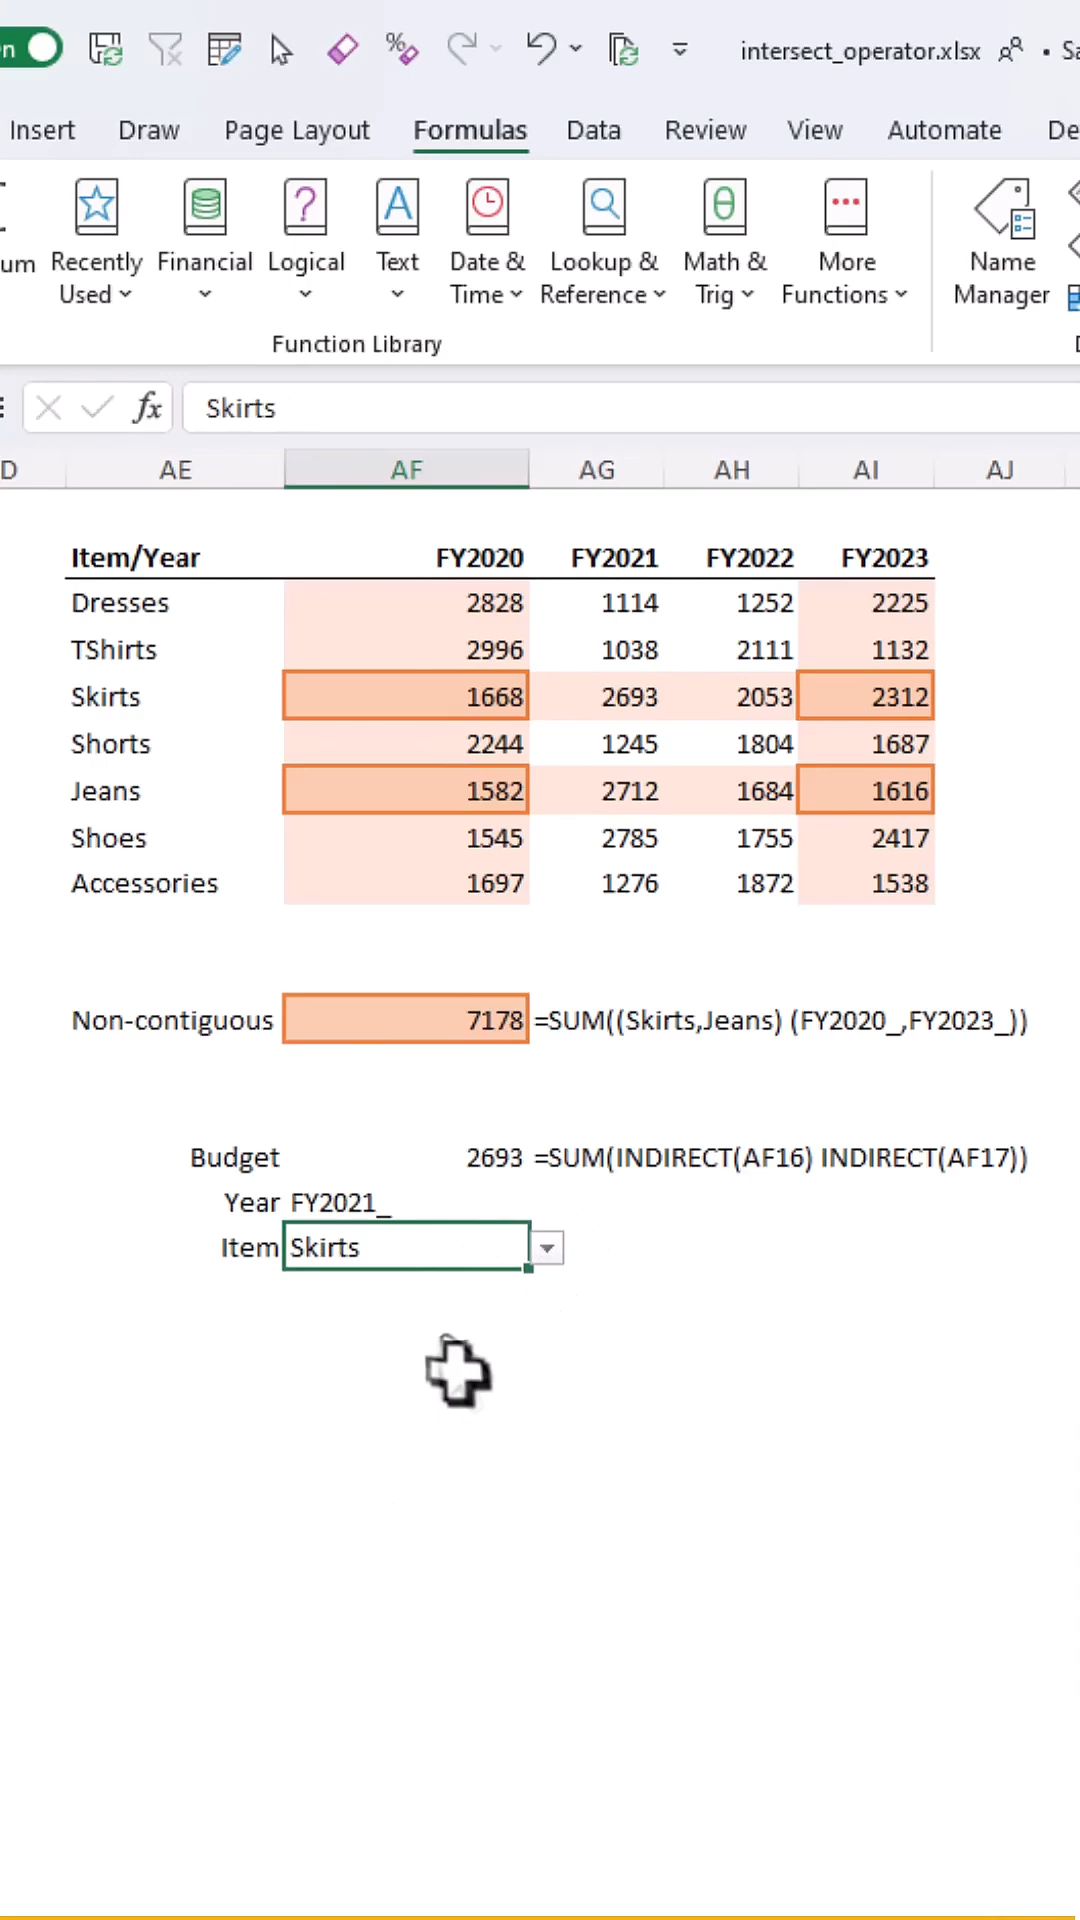 n intersect_operator.xlsx • Sa
Insert Draw Page Layout Formulas Data Review View Automate De
um Recently Used Financial Logical Text Date & Time Lookup & Reference Math & Trig More Functions Name Manager
Function Library
fx Skirts
D AE AF AG AH AI AJ
Item/Year FY2020 FY2021 FY2022 FY2023
Dresses 2828 1114 1252 2225
TShirts 2996 1038 2111 1132
Skirts 1668 2693 2053 2312
Shorts 2244 1245 1804 1687
Jeans 1582 2712 1684 1616
Shoes 1545 2785 1755 2417
Accessories 1697 1276 1872 1538
Non-contiguous 7178 =SUM((Skirts,Jeans) (FY2020_,FY2023_))
Budget 2693 =SUM(INDIRECT(AF16) INDIRECT(AF17))
Year FY2021_
Item Skirts